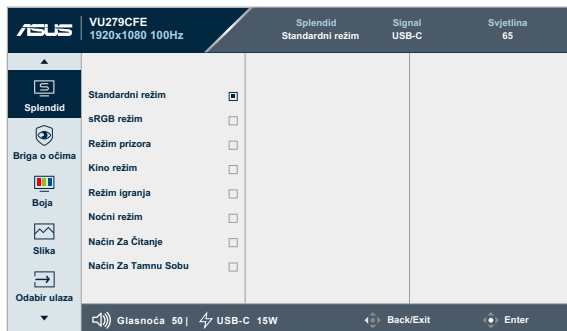 ASUS
VU279CFE
1920x1080 100Hz
Splendid
Standardni režim
Signal
USB-C
Svjetlina
65
Splendid
Briga o očima
Boja
Slika
Odabir ulaza
Standardni režim
sRGB režim
Režim prizora
Kino režim
Režim igranja
Noćni režim
Način Za Čitanje
Način Za Tamnu Sobu
Glasnoća 50 | USB-C 15W
Back/Exit
Enter